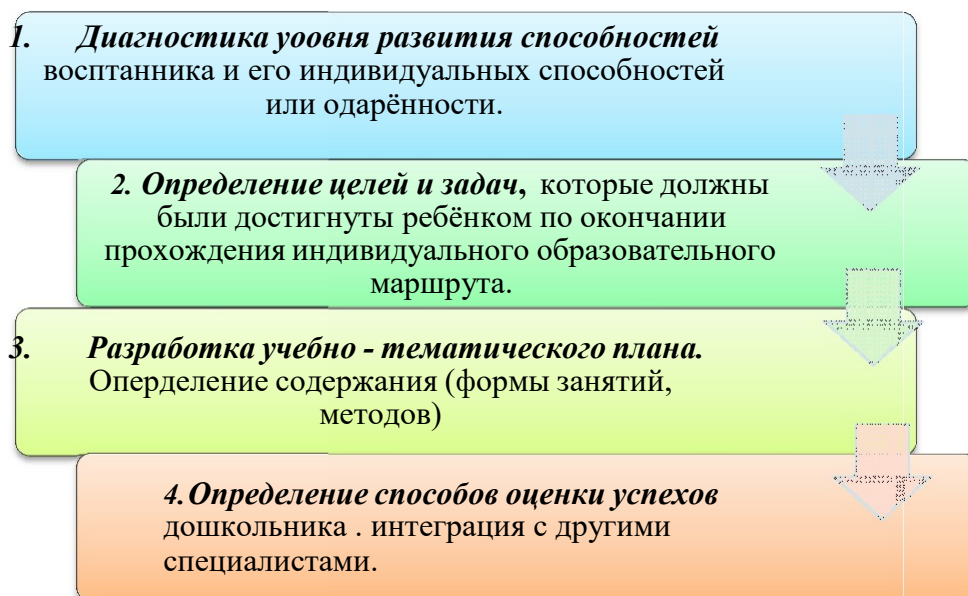 1. Диагностика уоовня развития способностей
восптанника и его индивидуальных способностей
или одарённости.
2. Определение целей и задач, которые должны
были достигнуты ребёнком по окончании
прохождения индивидуального образовательного
маршрута.
3. Разработка учебно - тематического плана.
Оперделение содержания (формы занятий,
методов)
4. Определение способов оценки успехов
дошкольника . интеграция с другими
специалистами.